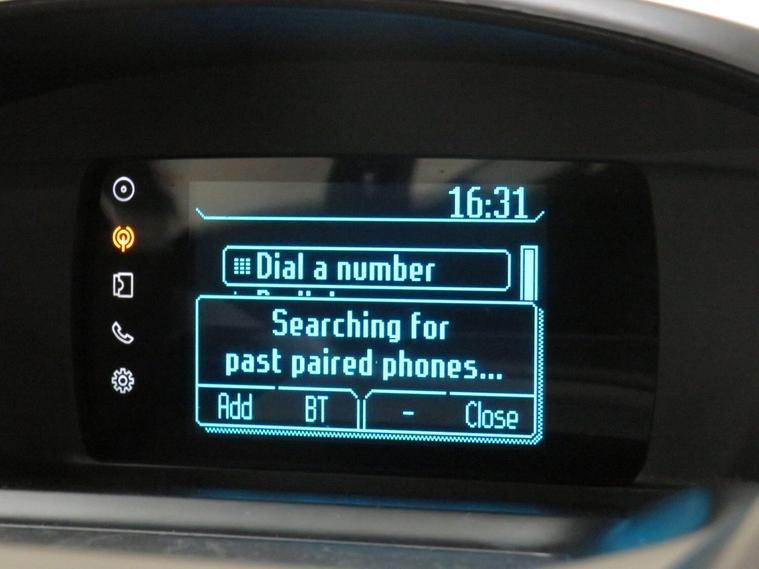 16:31
Dial a number
Searching for
past paired phones...
Add BT - Close